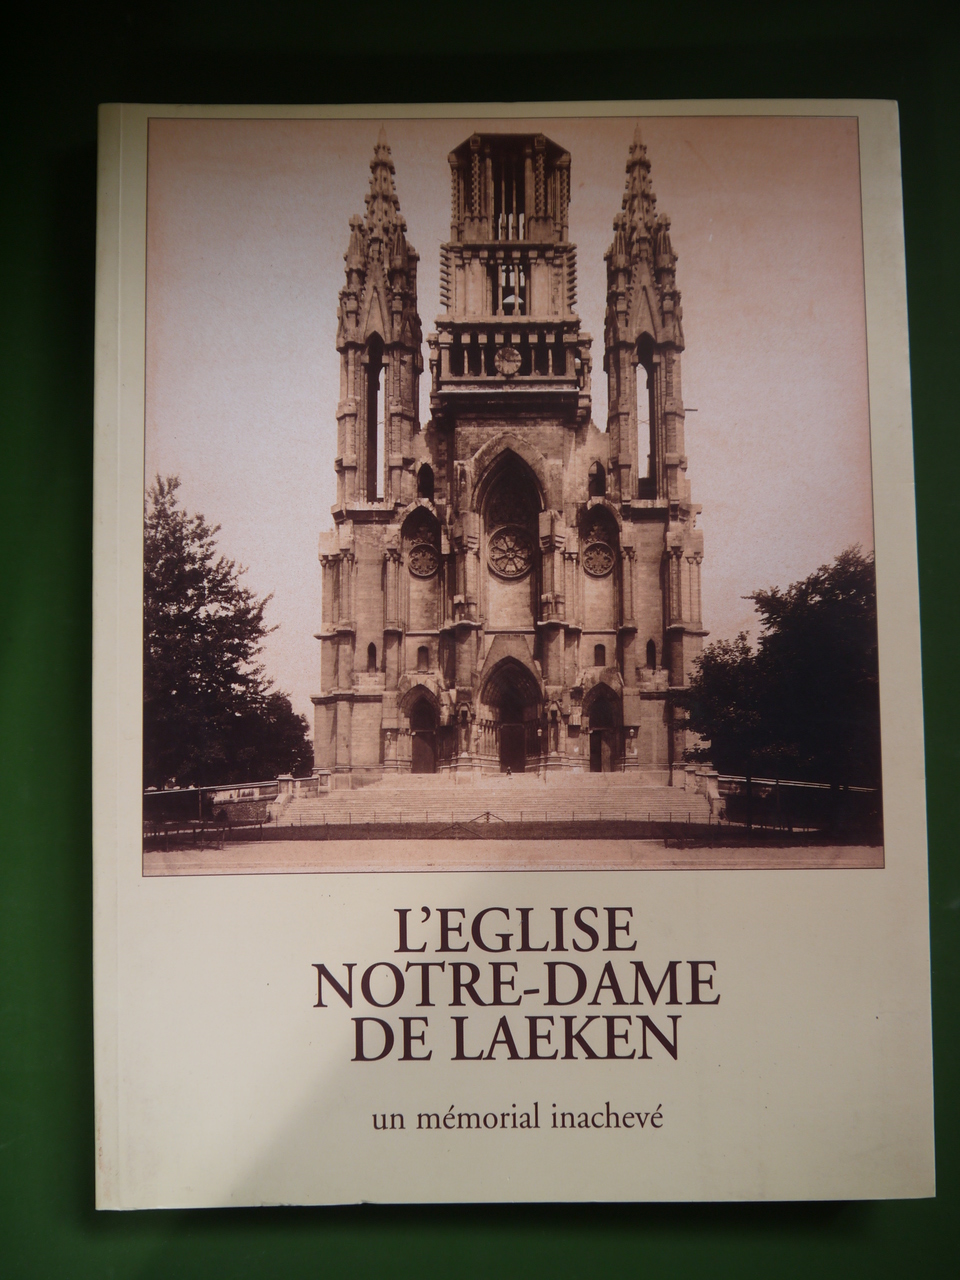 L'EGLISE
NOTRE-DAME
DE LAEKEN
un mémorial inachevé